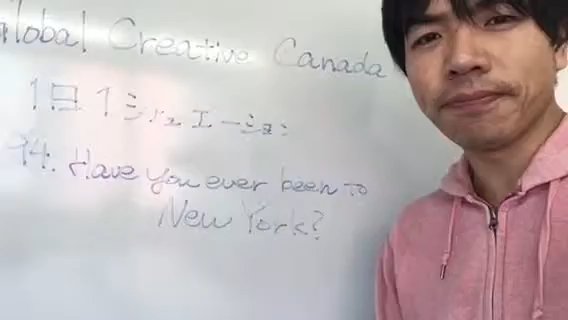 Global Creative Canada
1日1シチュエーション
94. Have you ever been to
New York?